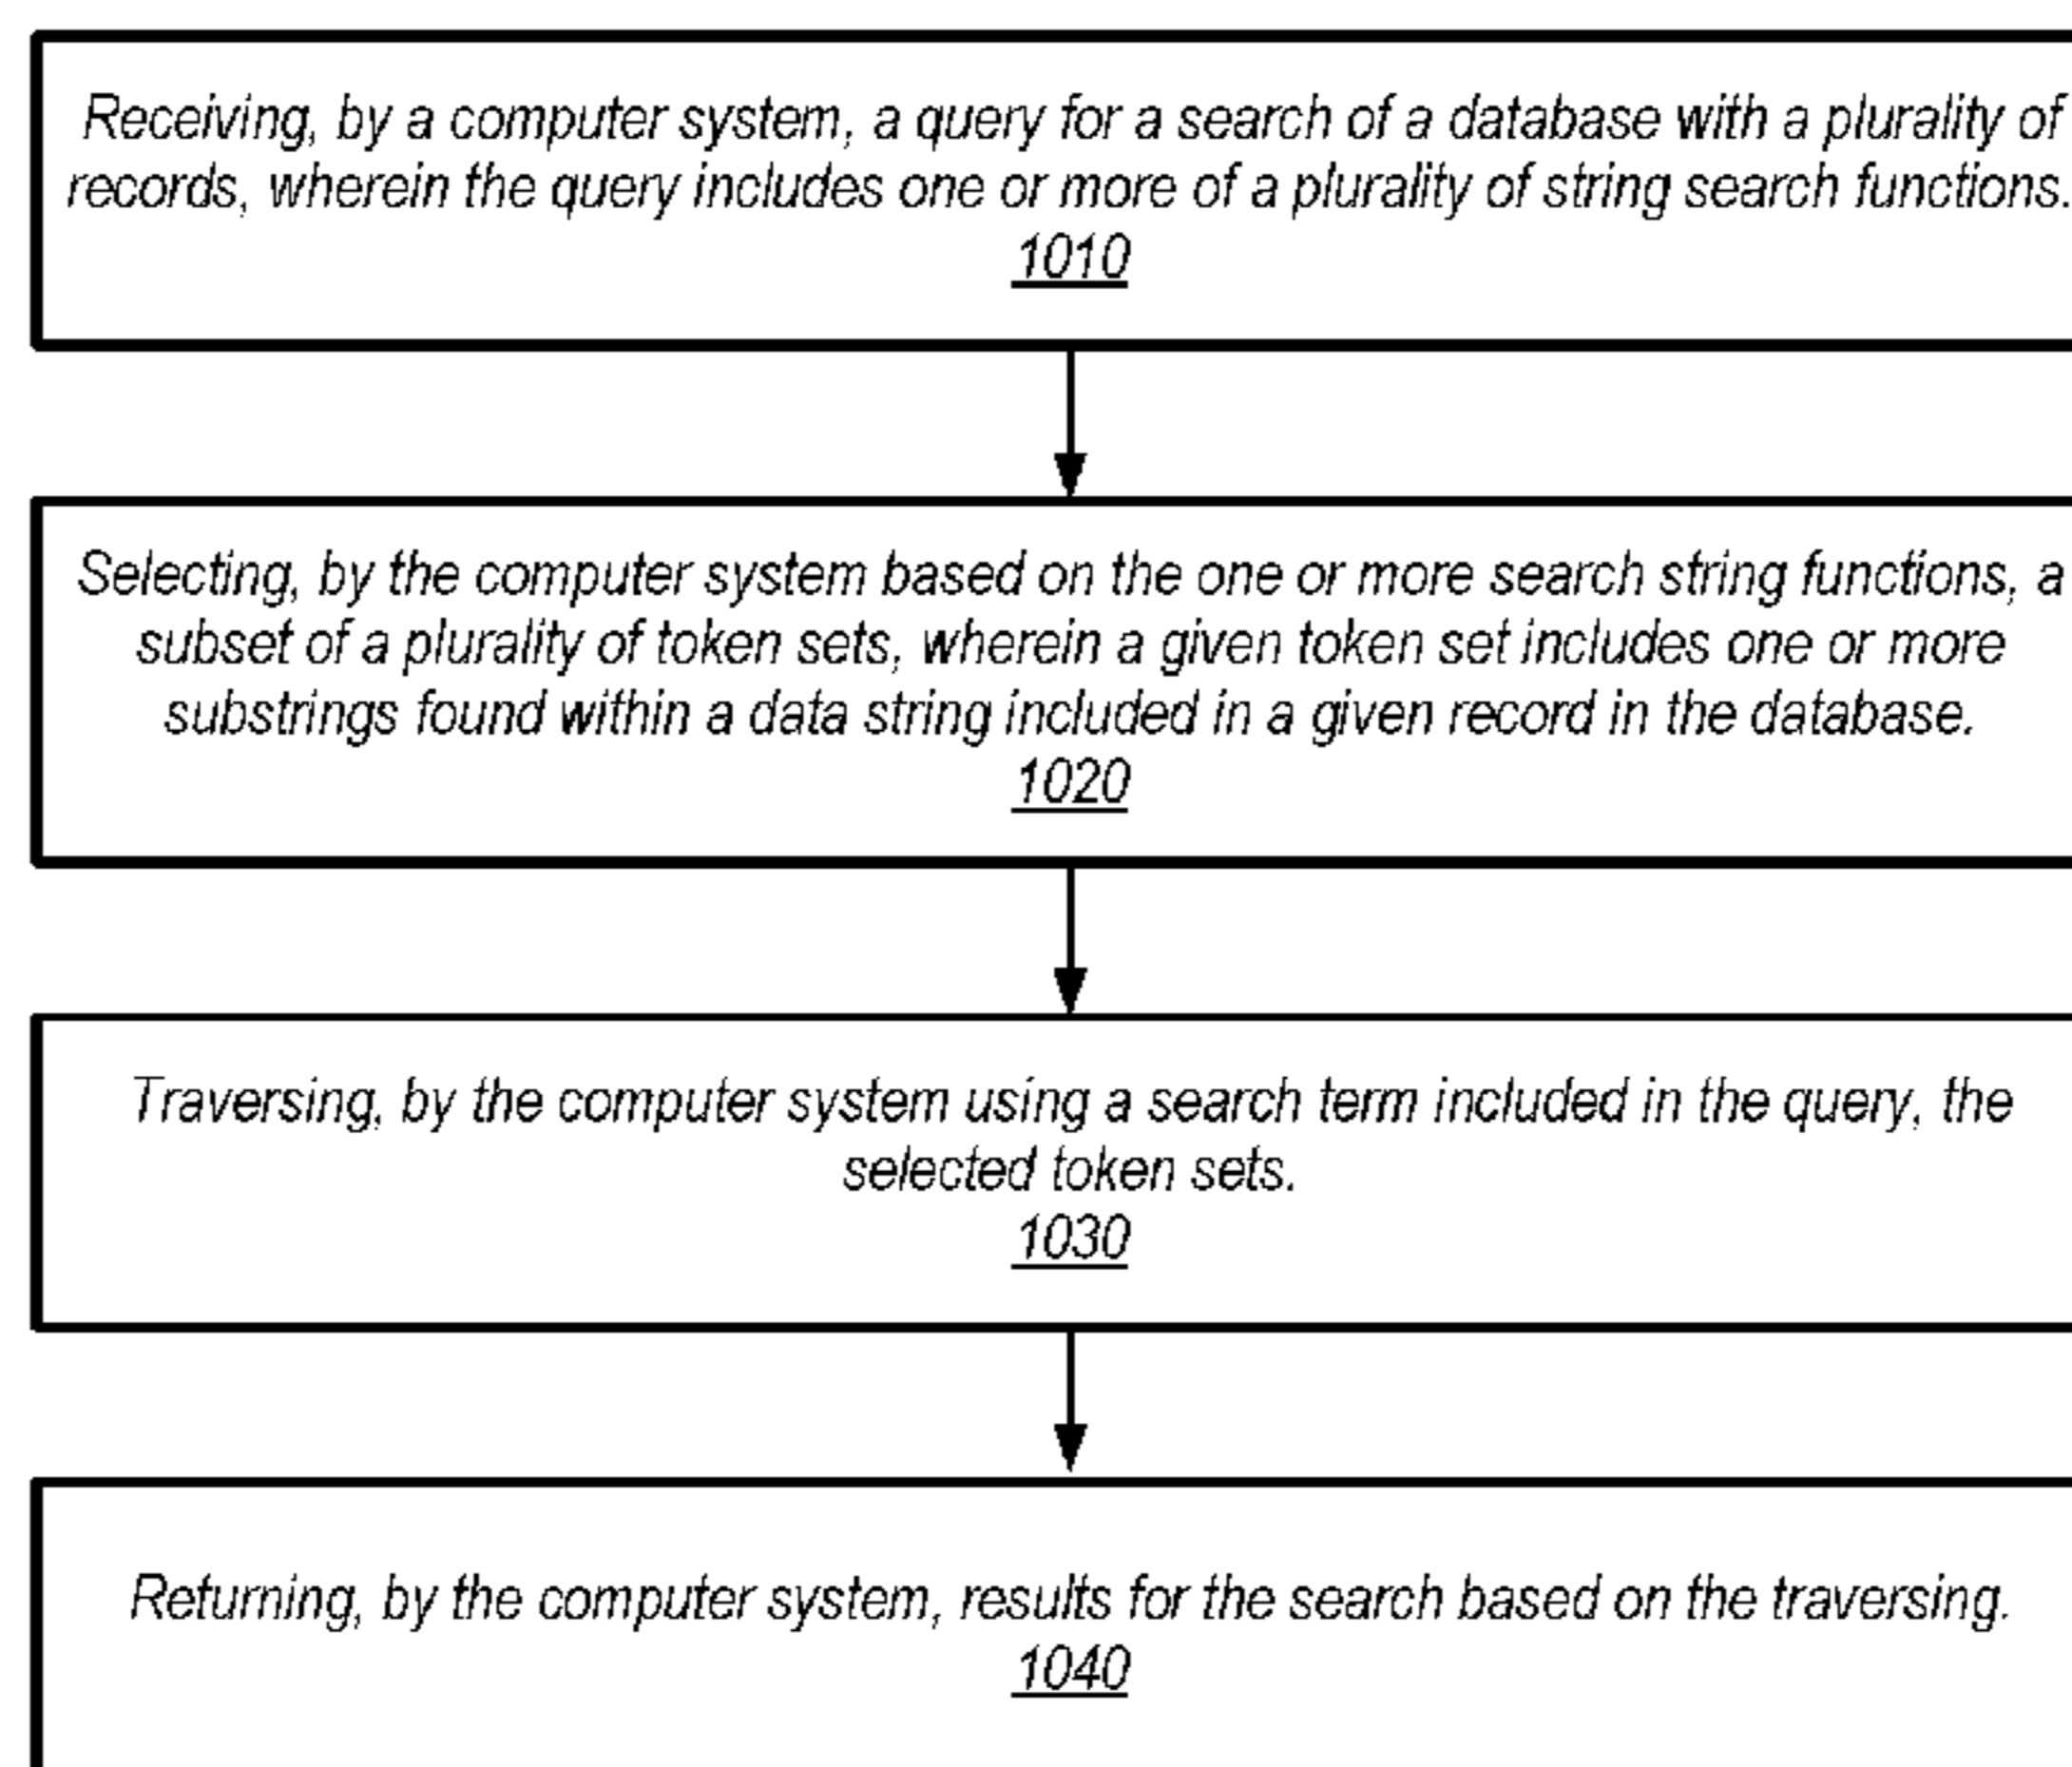 Receiving, by a computer system, a query for a search of a database with a plurality of
records, wherein the query includes one or more of a plurality of string search functions.
1010
Selecting, by the computer system based on the one or more search string functions, a
subset of a plurality of token sets, wherein a given token set includes one or more
substrings found within a data string included in a given record in the database.
1020
Traversing, by the computer system using a search term included in the query, the
selected token sets.
1030
Returning, by the computer system, results for the search based on the traversing.
1040